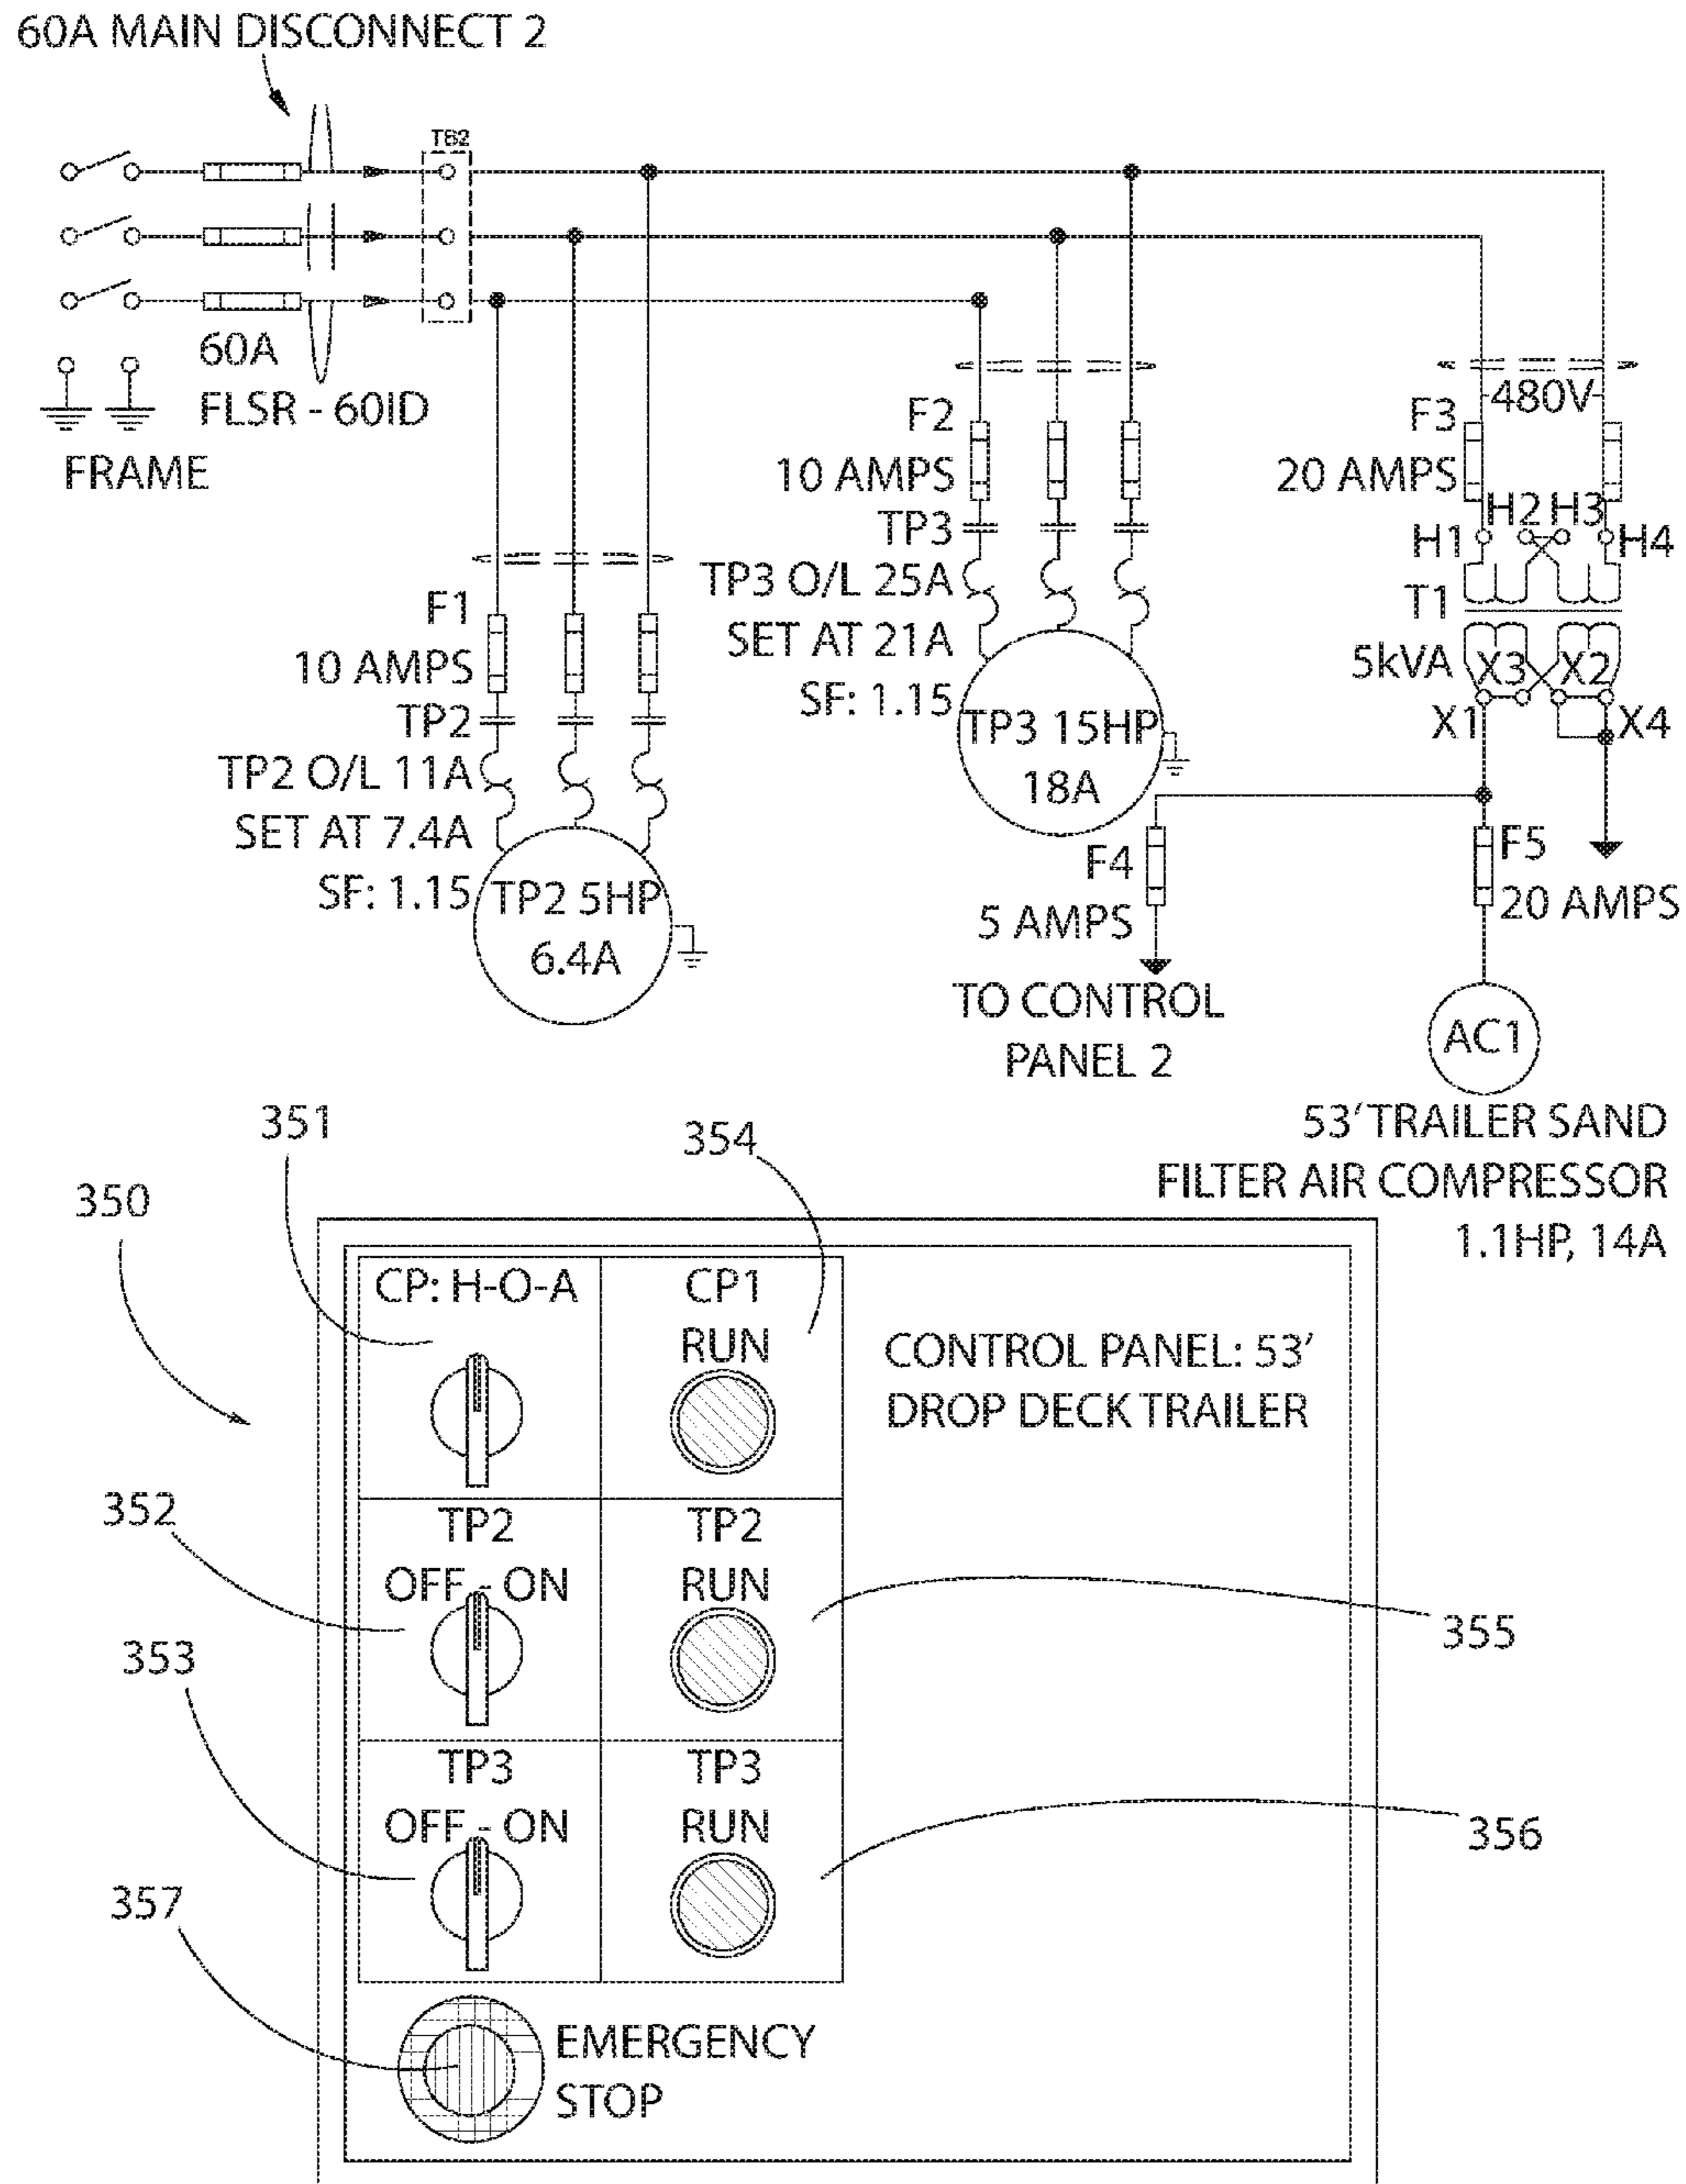 60A MAIN DISCONNECT 2
TB2
60A
FLSR - 60ID
FRAME
480V
F2
10 AMPS
TP3
TP3 O/L 25A
SET AT 21A
SF: 1.15
TP3 15HP
18A
F3
20 AMPS
H2 H3
H1
H4
T1
5kVA
X3 X2
X1
X4
F1
10 AMPS
TP2
TP2 O/L 11A
SET AT 7.4A
SF: 1.15
TP2 5HP
6.4A
F4
5 AMPS
TO CONTROL
PANEL 2
F5
20 AMPS
AC1
53' TRAILER SAND
FILTER AIR COMPRESSOR
1.1HP, 14A
351
354
350
CP: H-O-A
CP1
RUN
CONTROL PANEL: 53'
DROP DECK TRAILER
352
TP2
OFF - ON
TP2
RUN
355
353
TP3
OFF - ON
TP3
RUN
356
357
EMERGENCY
STOP